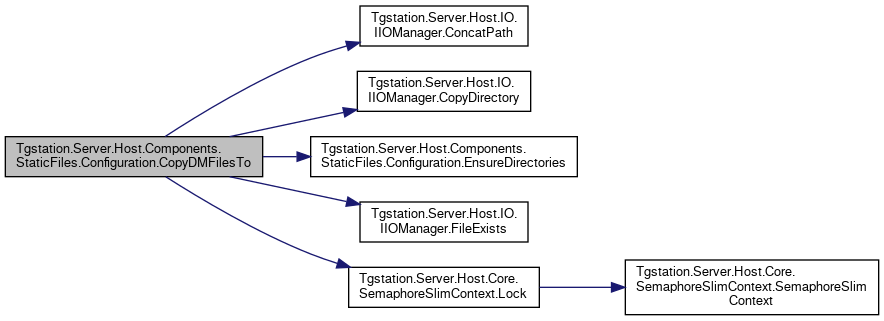 Tgstation.Server.Host.IO.
IIOManager.ConcatPath
Tgstation.Server.Host.IO.
IIOManager.CopyDirectory
Tgstation.Server.Host.Components.
StaticFiles.Configuration.CopyDMFilesTo
Tgstation.Server.Host.Components.
StaticFiles.Configuration.EnsureDirectories
Tgstation.Server.Host.IO.
IIOManager.FileExists
Tgstation.Server.Host.Core.
SemaphoreSlimContext.Lock
Tgstation.Server.Host.Core.
SemaphoreSlimContext.SemaphoreSlim
Context